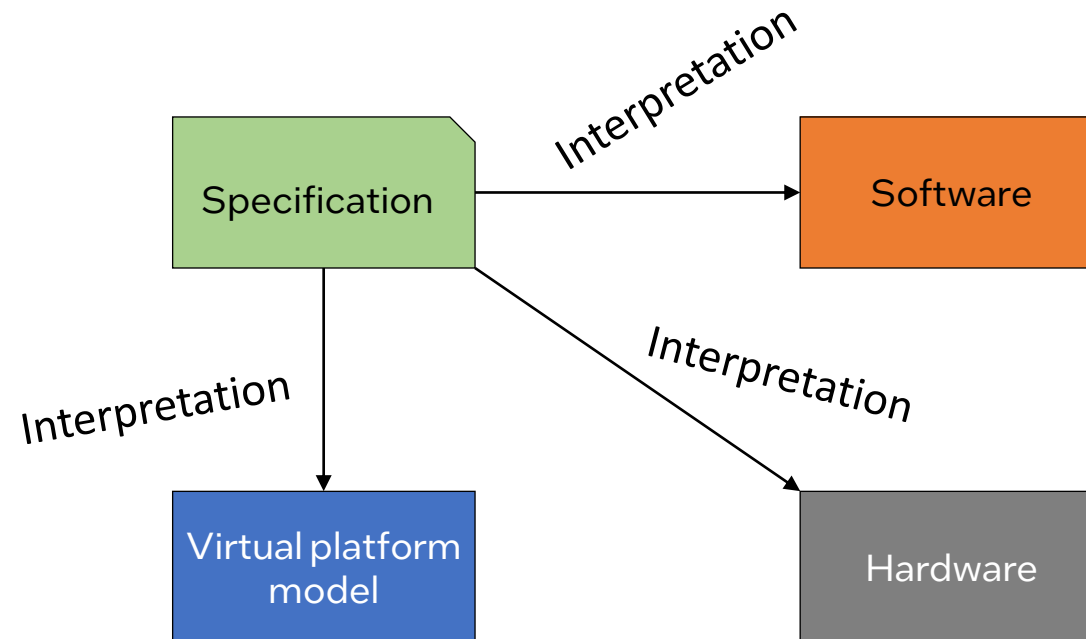 Interpretation
Specification
Software
Interpretation
Interpretation
Virtual platform
model
Hardware